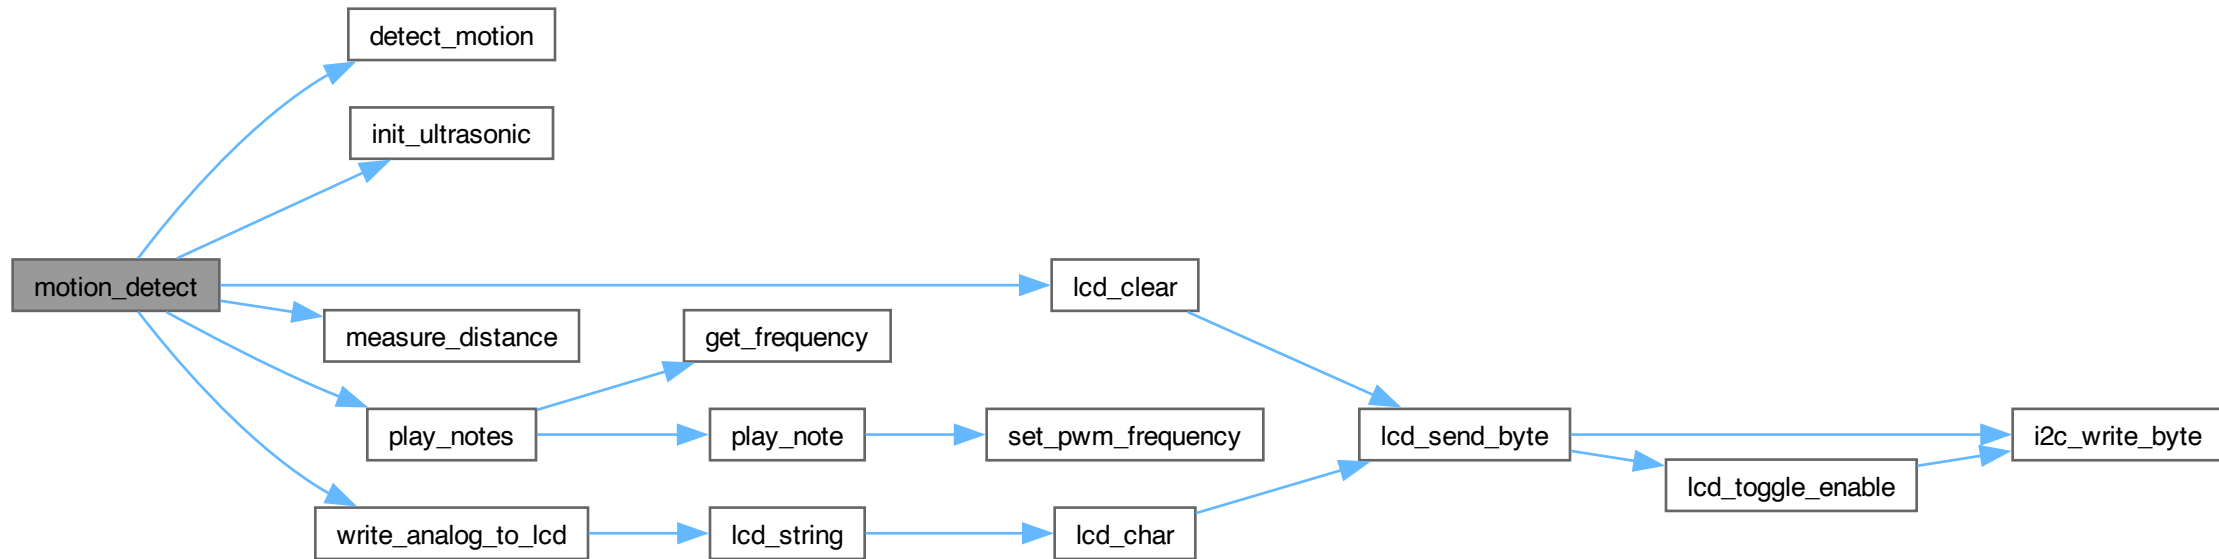 detect_motion
init_ultrasonic
motion_detect
lcd_clear
measure_distance
get_frequency
play_notes
play_note
set_pwm_frequency
lcd_send_byte
i2c_write_byte
lcd_toggle_enable
write_analog_to_lcd
lcd_string
lcd_char